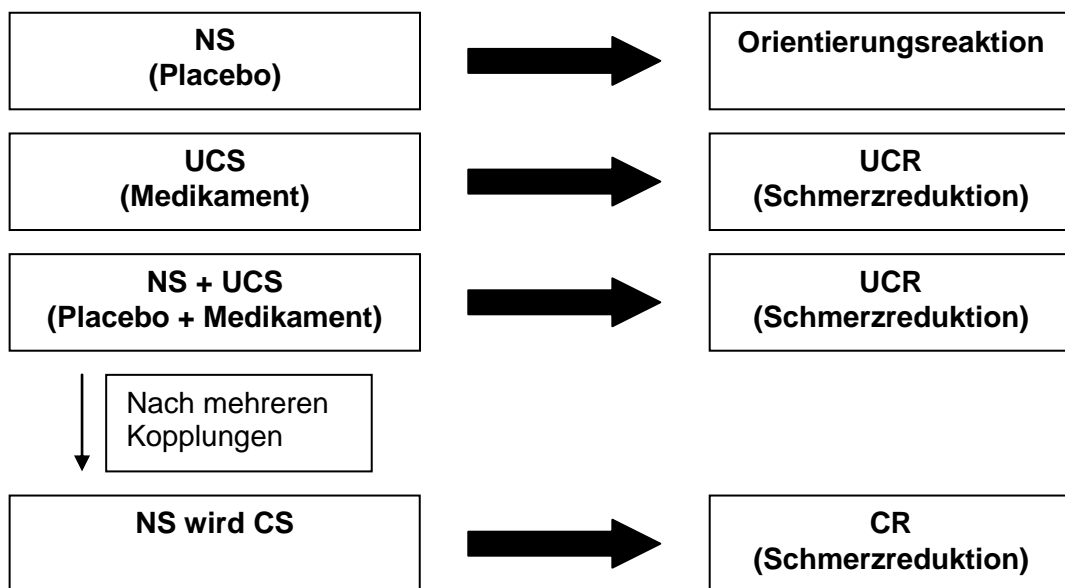 NS
(Placebo)
Orientierungsreaktion
UCS
(Medikament)
UCR
(Schmerzreduktion)
NS + UCS
(Placebo + Medikament)
UCR
(Schmerzreduktion)
Nach mehreren
Kopplungen
NS wird CS
CR
(Schmerzreduktion)